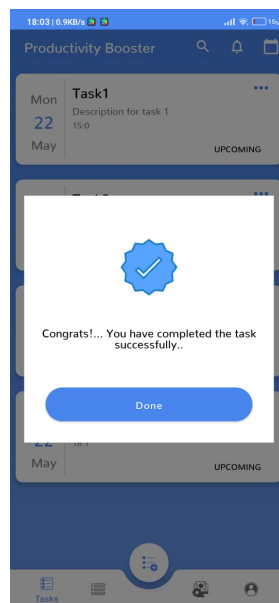 18:03 | 0.9KB/s
Productivity Booster
Mon
22
May
Task1
Description for task 1
15:0
UPCOMING
Congrats!... You have completed the task
successfully..
Done
May
UPCOMING
Tasks